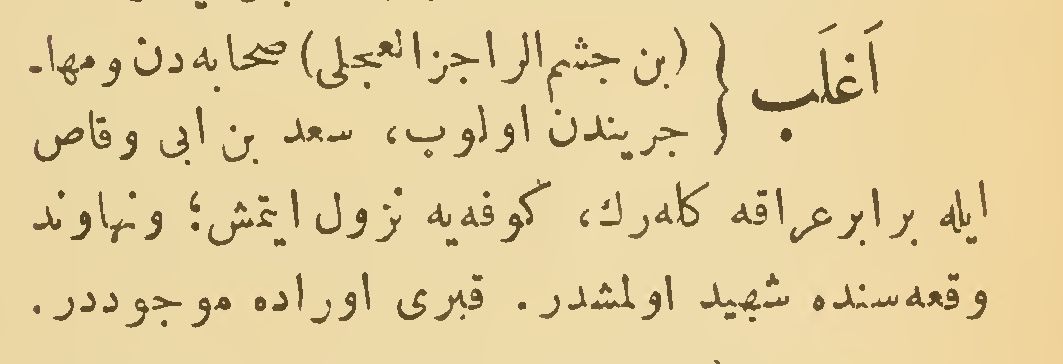 اَغلَب { (بن جشم الراجز العجلی) صحابه‌دن ومها-
جریندن اولوب، سعد بن ابی وقاص
ایله برابر عراقه کله‌رك، کوفه‌یه نزول ایتمش؛ ونهاوند
وقعه‌سنده شهید اولمشدر. قبری اوراده موجوددر.